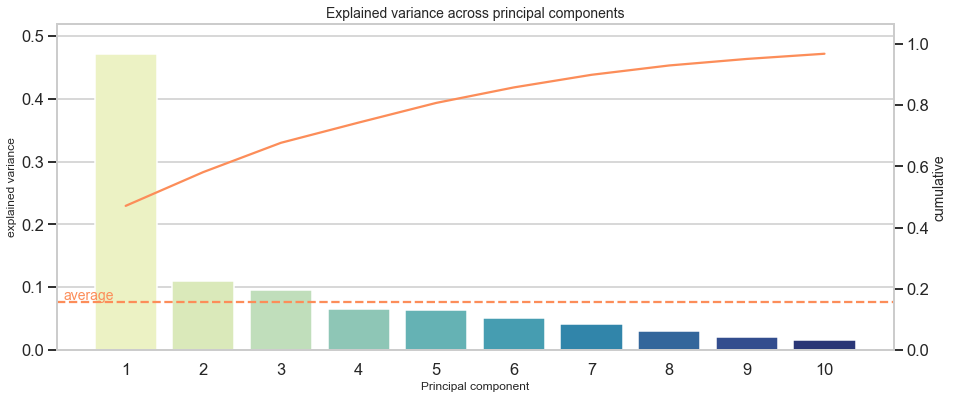 Explained variance across principal components
explained variance
0.5
0.4
0.3
0.2
0.1
0.0
average
1 2 3 4 5 6 7 8 9 10
Principal component
1.0
0.8
0.6
0.4
0.2
0.0
cumulative